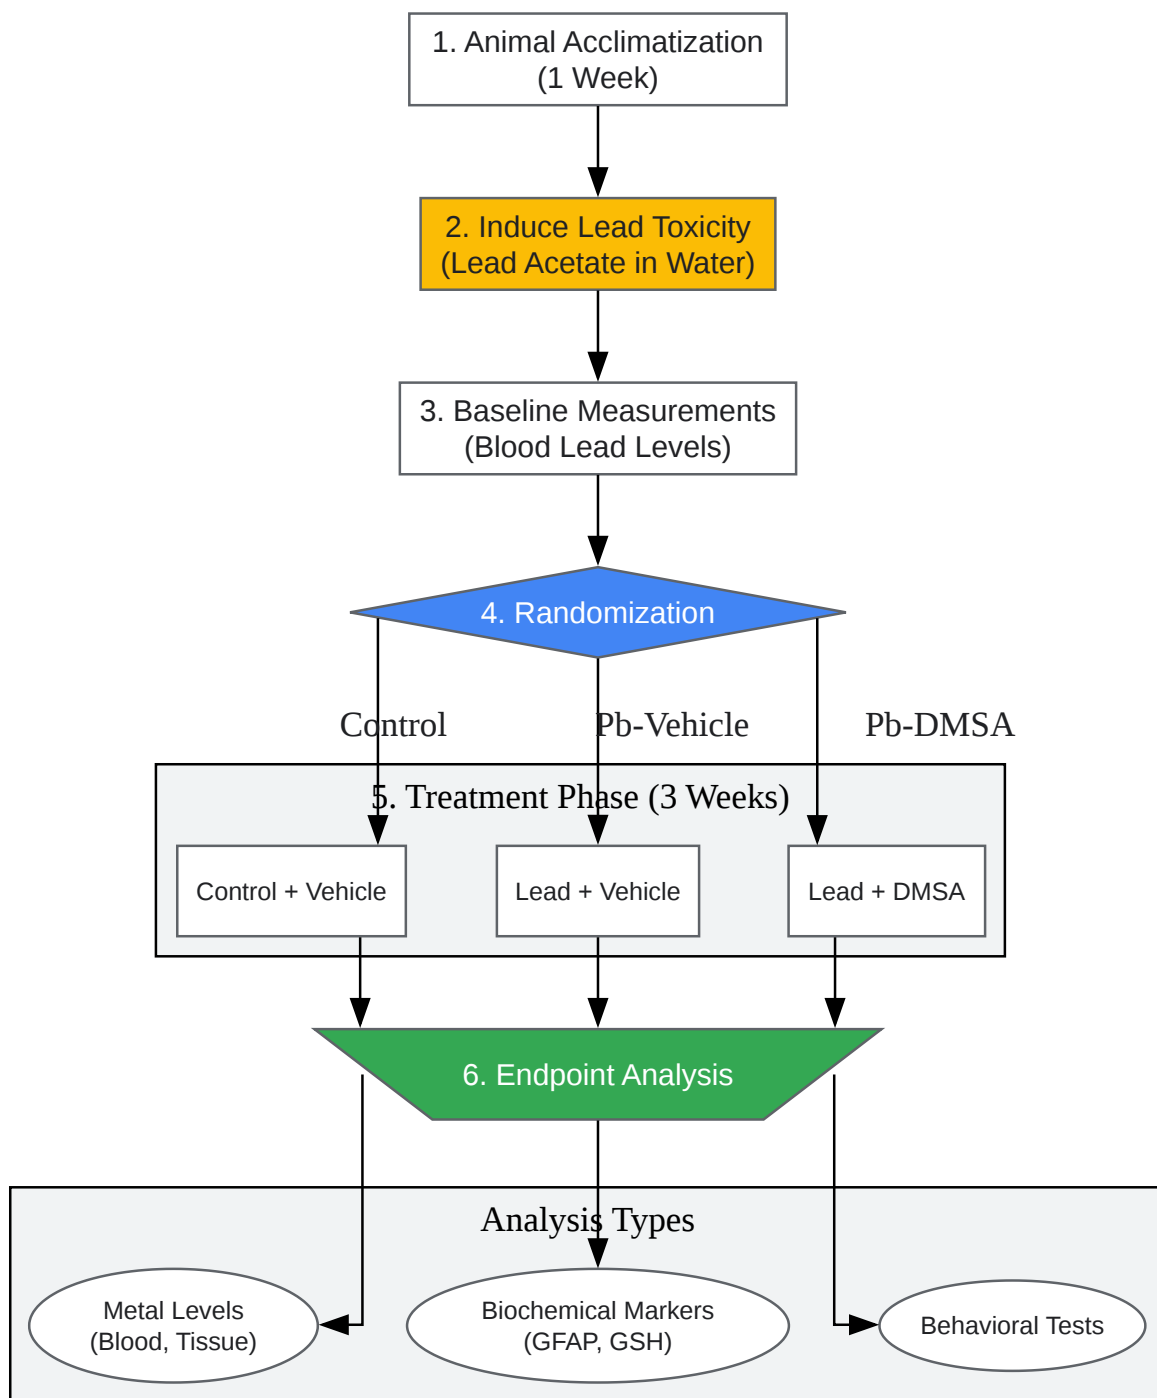 1. Animal Acclimatization
(1 Week)
2. Induce Lead Toxicity
(Lead Acetate in Water)
3. Baseline Measurements
(Blood Lead Levels)
4. Randomization
Control
Pb-Vehicle
Pb-DMSA
5. Treatment Phase (3 Weeks)
Control + Vehicle
Lead + Vehicle
Lead + DMSA
6. Endpoint Analysis
Analysis Types
Metal Levels
(Blood, Tissue)
Biochemical Markers
(GFAP, GSH)
Behavioral Tests